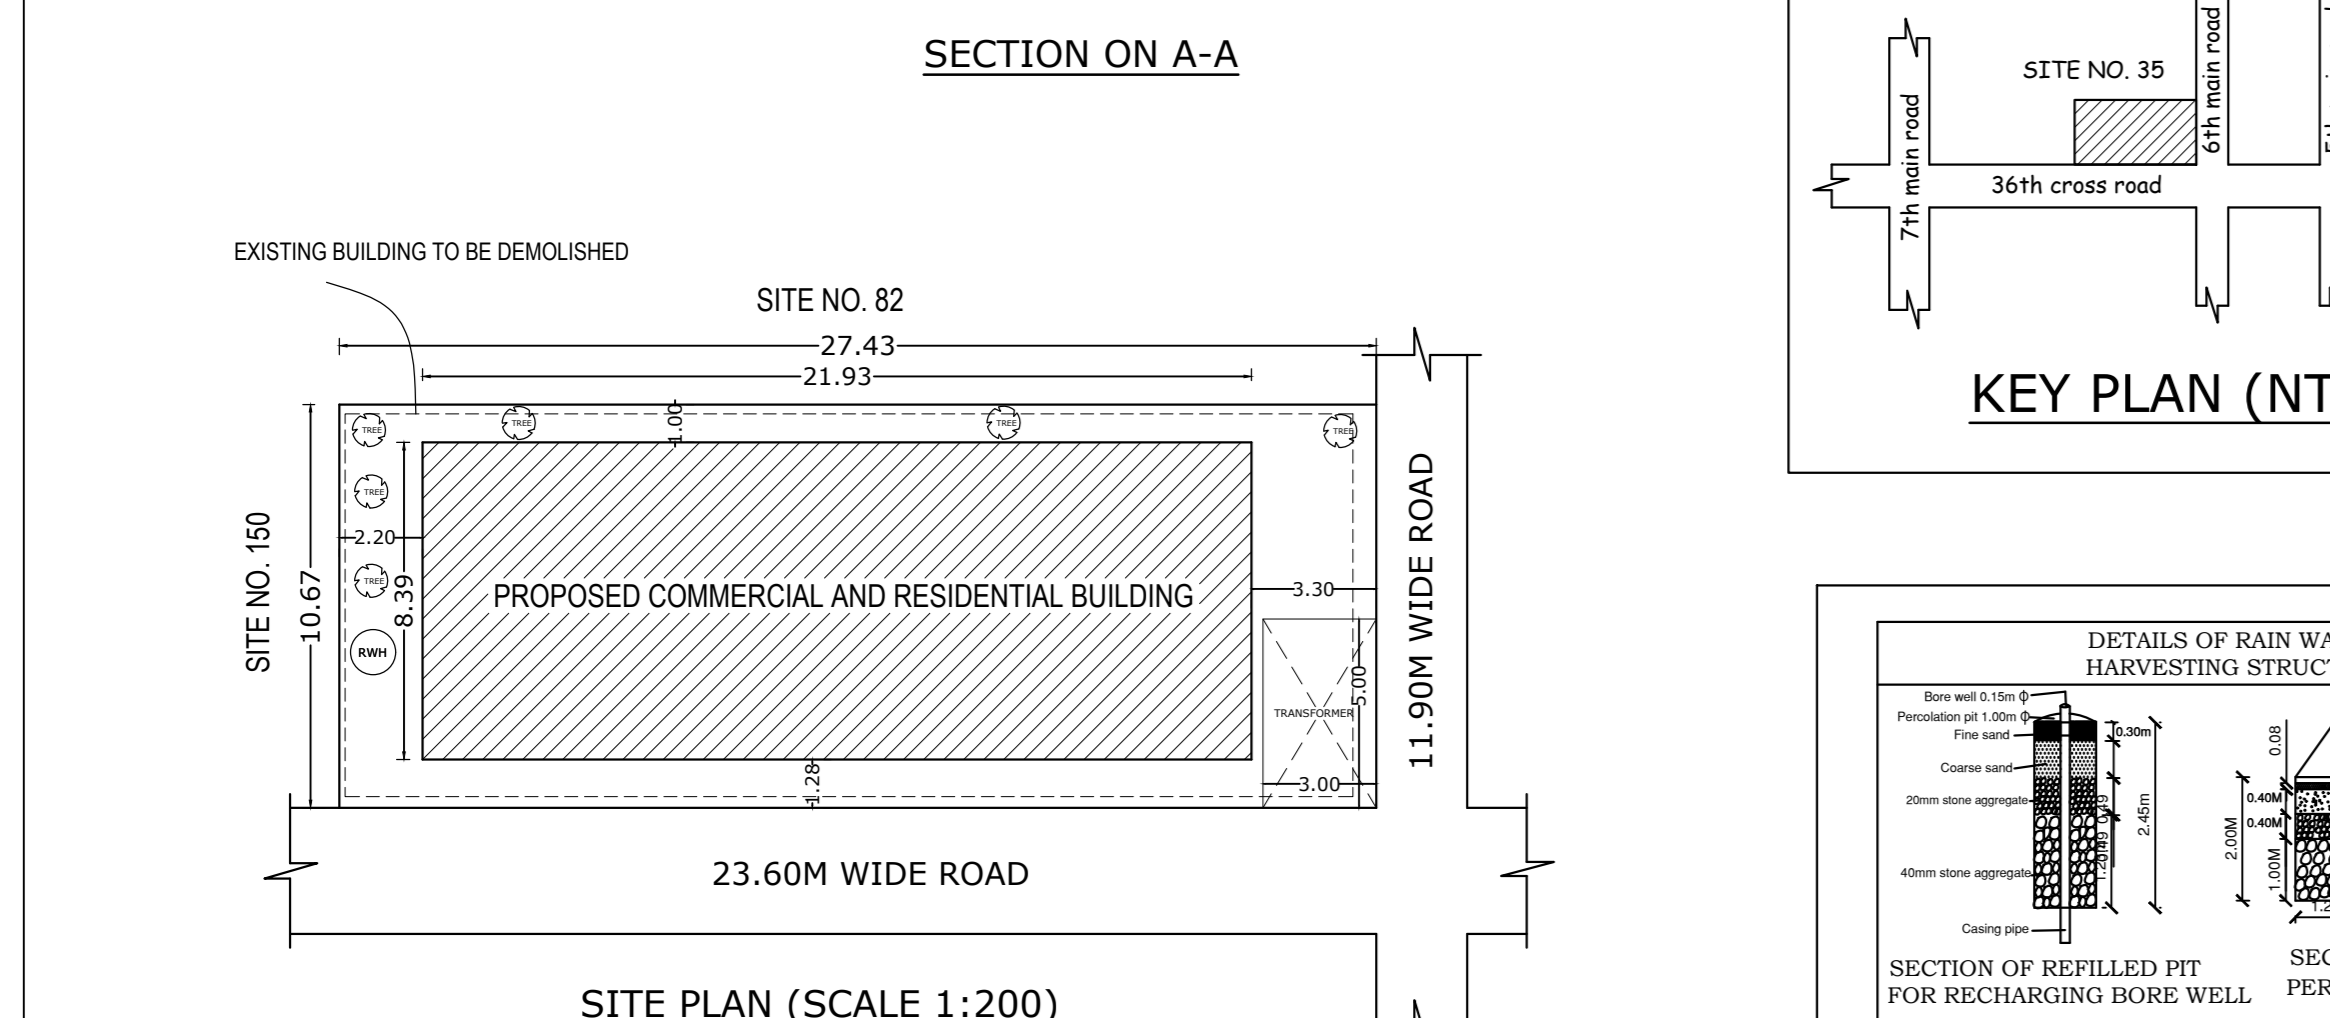 SECTION ON A-A
EXISTING BUILDING TO BE DEMOLISHED
SITE NO. 82
27.43
21.93
1.00
TREE
TREE
TREE
TREE
TREE
TREE
2.20
SITE NO. 150
10.67
8.39
RWH
PROPOSED COMMERCIAL AND RESIDENTIAL BUILDING
3.30
TRANSFORMER
5.00
3.00
1.28
11.90M WIDE ROAD
23.60M WIDE ROAD
SITE PLAN (SCALE 1:200)
SITE NO. 35
7th main road
6th main road
36th cross road
KEY PLAN (NT
DETAILS OF RAIN WA
HARVESTING STRUCT
Bore well 0.15m ϕ
Percolation pit 1.00m ϕ
Fine sand
Coarse sand
20mm stone aggregate
40mm stone aggregate
Casing pipe
0.30m
2.45m
SECTION OF REFILLED PIT
FOR RECHARGING BORE WELL
0.08
0.40M
0.40M
2.00M
1.00M
SEC
PER